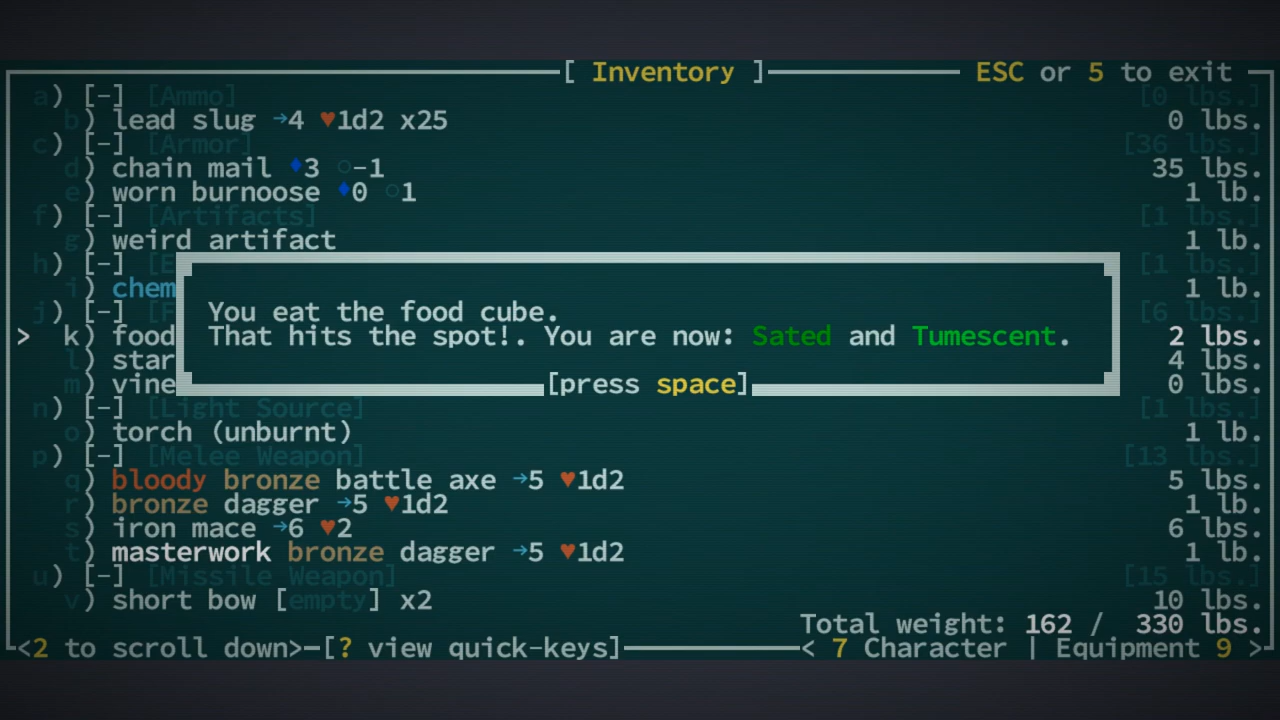 [ Inventory ] ESC or 5 to exit
a) [-] [Ammo] [0 lbs.]
b) lead slug →4 ♥1d2 x25 0 lbs.
c) [-] [Armor] [36 lbs.]
d) chain mail ♦3 ○-1 35 lbs.
e) worn burnoose ♦0 ○1 1 lb.
f) [-] [Artifacts] [1 lbs.]
g) weird artifact 1 lb.
h) [-] [E [1 lbs.]
i) chem 1 lb.
j) [-] [F [6 lbs.]
> k) food 2 lbs.
l) star 4 lbs.
m) vine 0 lbs.
You eat the food cube.
That hits the spot!. You are now: Sated and Tumescent.
[press space]
n) [-] [Light Source] [1 lbs.]
o) torch (unburnt) 1 lb.
p) [-] [Melee Weapon] [13 lbs.]
q) bloody bronze battle axe →5 ♥1d2 5 lbs.
r) bronze dagger →5 ♥1d2 1 lb.
s) iron mace →6 ♥2 6 lbs.
t) masterwork bronze dagger →5 ♥1d2 1 lb.
u) [-] [Missile Weapon] [15 lbs.]
v) short bow [empty] x2 10 lbs.
Total weight: 162 / 330 lbs.
<2 to scroll down> [? view quick-keys] < 7 Character | Equipment 9 >